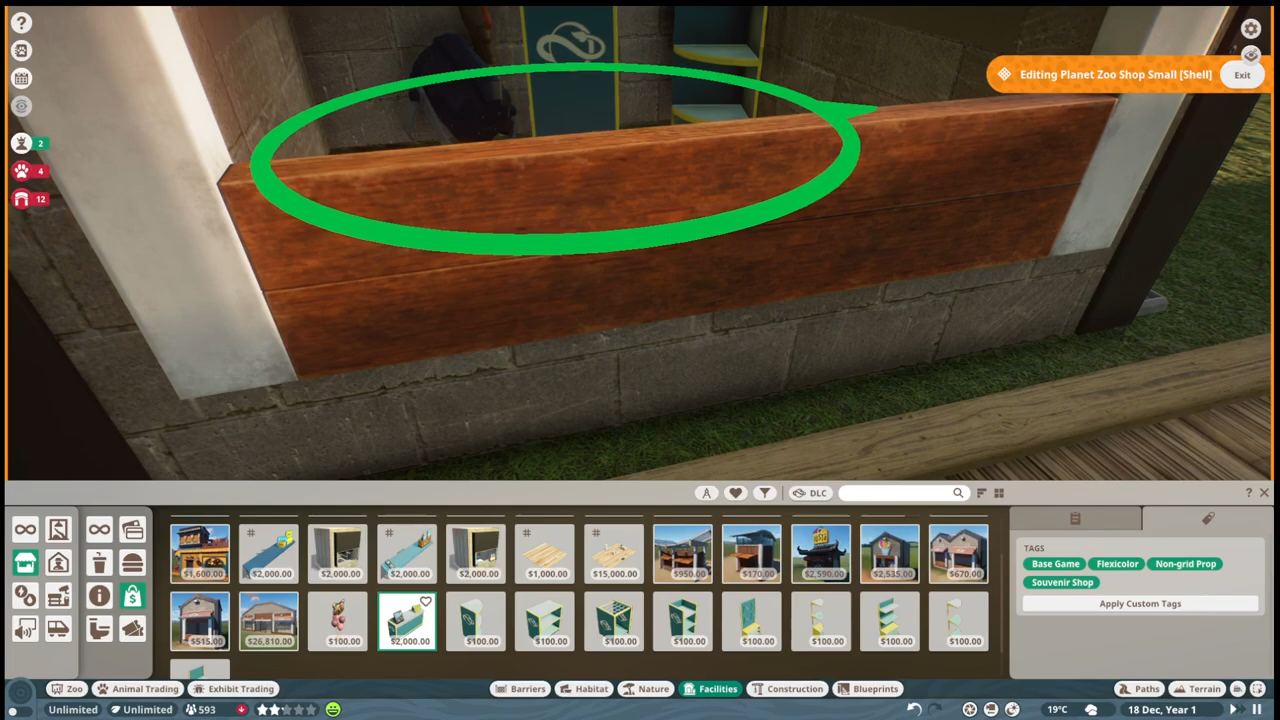 ?
Editing Planet Zoo Shop Small [Shell]
Exit
2
4
12
DLC
?
$1,600.00 $2,000.00 $2,000.00 $2,000.00 $2,000.00 $1,000.00 $15,000.00 $950.00 $170.00 $2,590.00 $2,535.00 $670.00
$515.00 $26,810.00 $100.00 $2,000.00 $100.00 $100.00 $100.00 $100.00 $100.00 $100.00 $100.00 $100.00
TAGS
Base Game Flexicolor Non-grid Prop
Souvenir Shop
Apply Custom Tags
Zoo Animal Trading Exhibit Trading Barriers Habitat Nature Facilities Construction Blueprints Paths Terrain
Unlimited Unlimited 593 19°C 18 Dec, Year 1